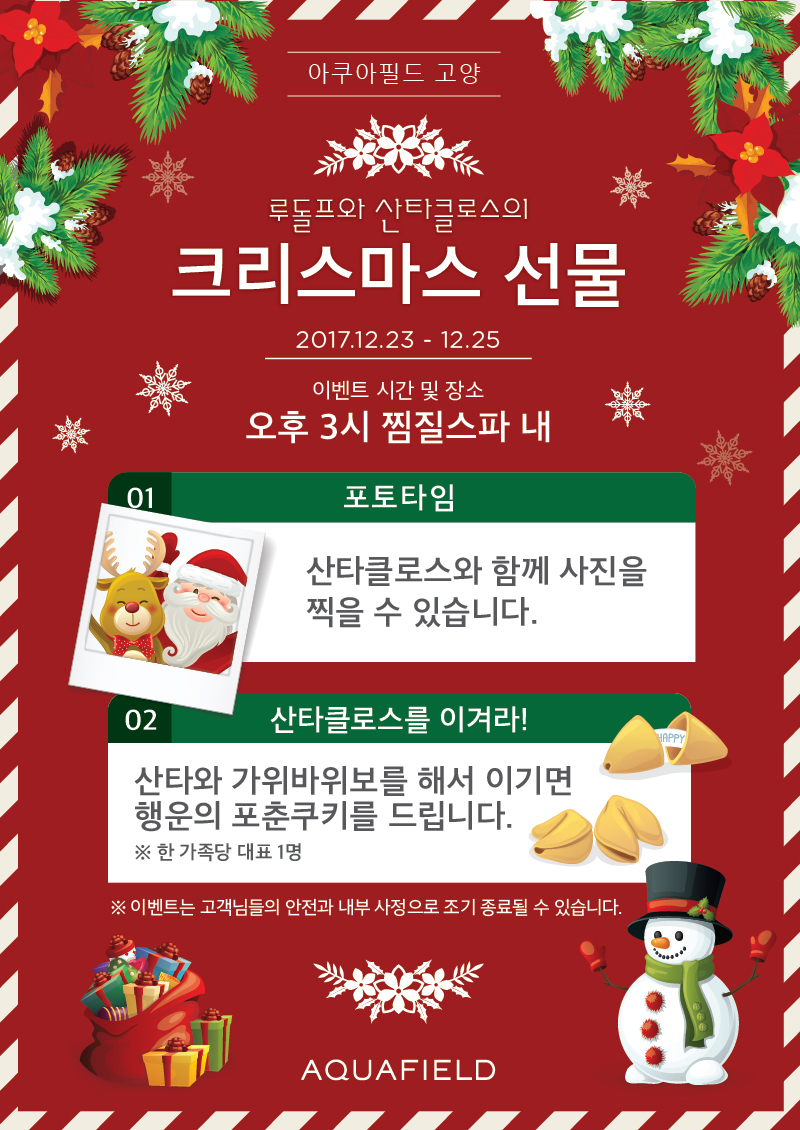 아쿠아필드 고양
루돌프와 산타클로스의
크리스마스 선물
2017.12.23 - 12.25
이벤트 시간 및 장소
오후 3시 찜질스파 내
01
포토타임
산타클로스와 함께 사진을
찍을 수 있습니다.
02
산타클로스를 이겨라!
HAPPY
산타와 가위바위보를 해서 이기면
행운의 포춘쿠키를 드립니다.
※ 한 가족당 대표 1명
※ 이벤트는 고객님들의 안전과 내부 사정으로 조기 종료될 수 있습니다.
AQUAFIELD